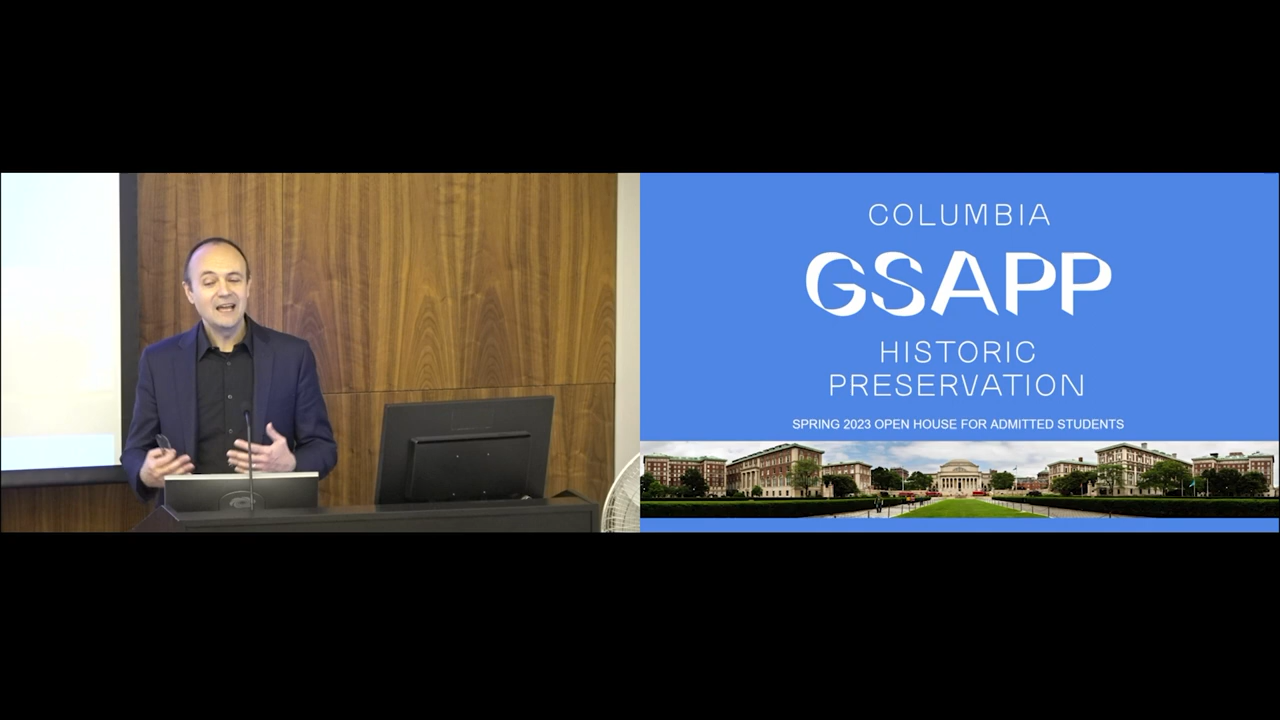 COLUMBIA
GSAPP
HISTORIC
PRESERVATION
SPRING 2023 OPEN HOUSE FOR ADMITTED STUDENTS